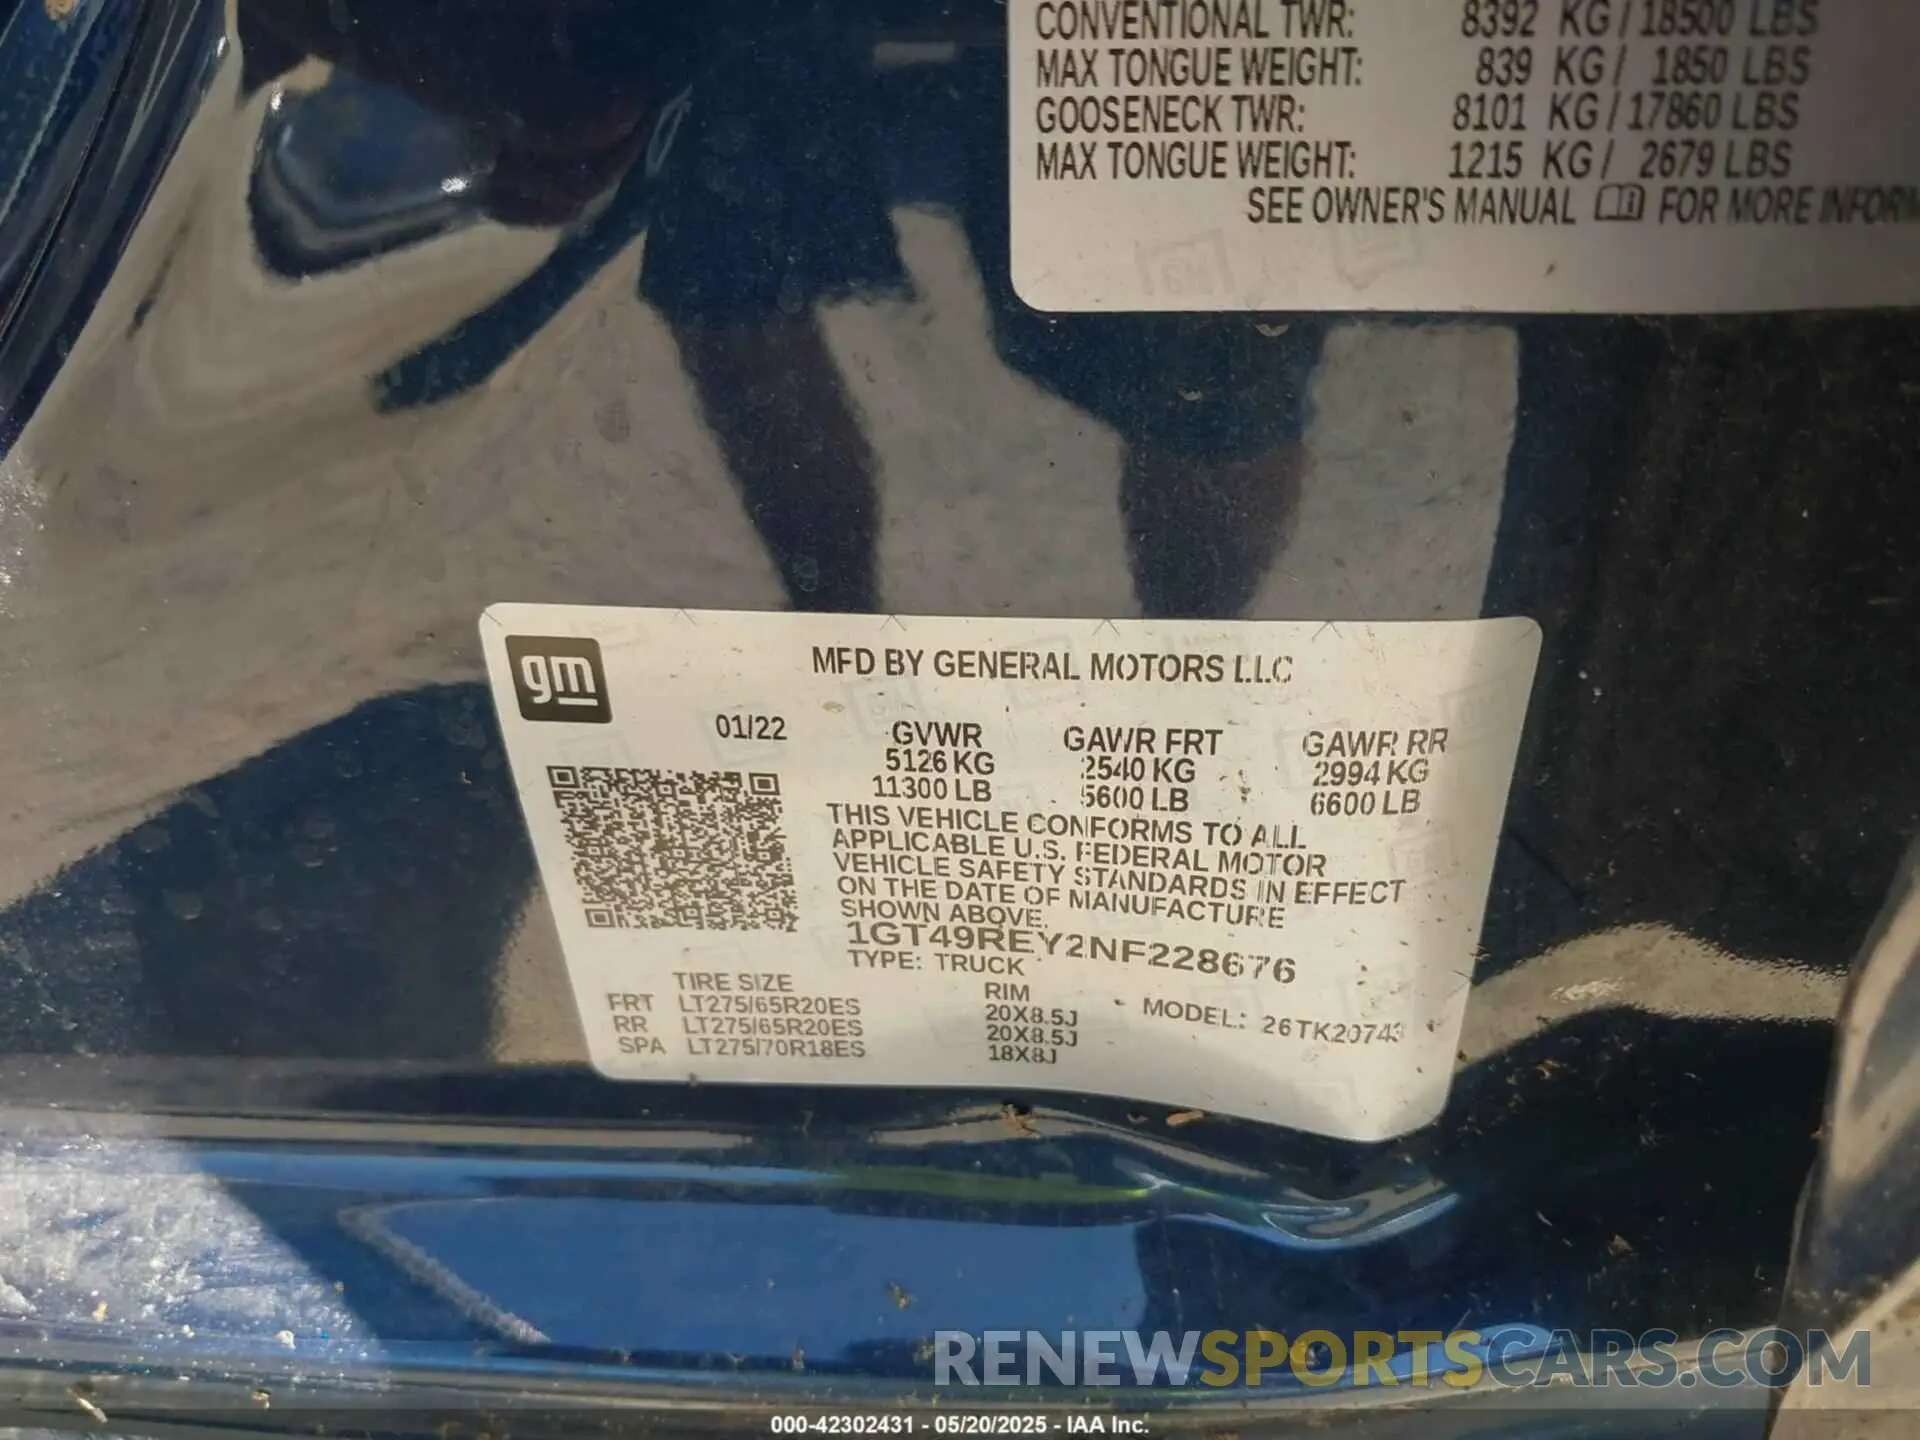 CONVENTIONAL TWR: 8392 KG / 18500 LBS
MAX TONGUE WEIGHT: 839 KG / 1850 LBS
GOOSENECK TWR: 8101 KG / 17860 LBS
MAX TONGUE WEIGHT: 1215 KG / 2679 LBS
SEE OWNER'S MANUAL FOR MORE INFORM
gm
MFD BY GENERAL MOTORS LLC
01/22 GVWR GAWR FRT GAWR RR
5126 KG 2540 KG 2994 KG
11300 LB 5600 LB 6600 LB
THIS VEHICLE CONFORMS TO ALL
APPLICABLE U.S. FEDERAL MOTOR
VEHICLE SAFETY STANDARDS IN EFFECT
ON THE DATE OF MANUFACTURE
SHOWN ABOVE.
1GT49REY2NF228676
TYPE: TRUCK
TIRE SIZE RIM MODEL: 26TK20743
FRT LT275/65R20ES 20X8.5J
RR LT275/65R20ES 20X8.5J
SPA LT275/70R18ES 18X8J
RENEWSPORTSCARS.COM
000-42302431 - 05/20/2025 - IAA Inc.